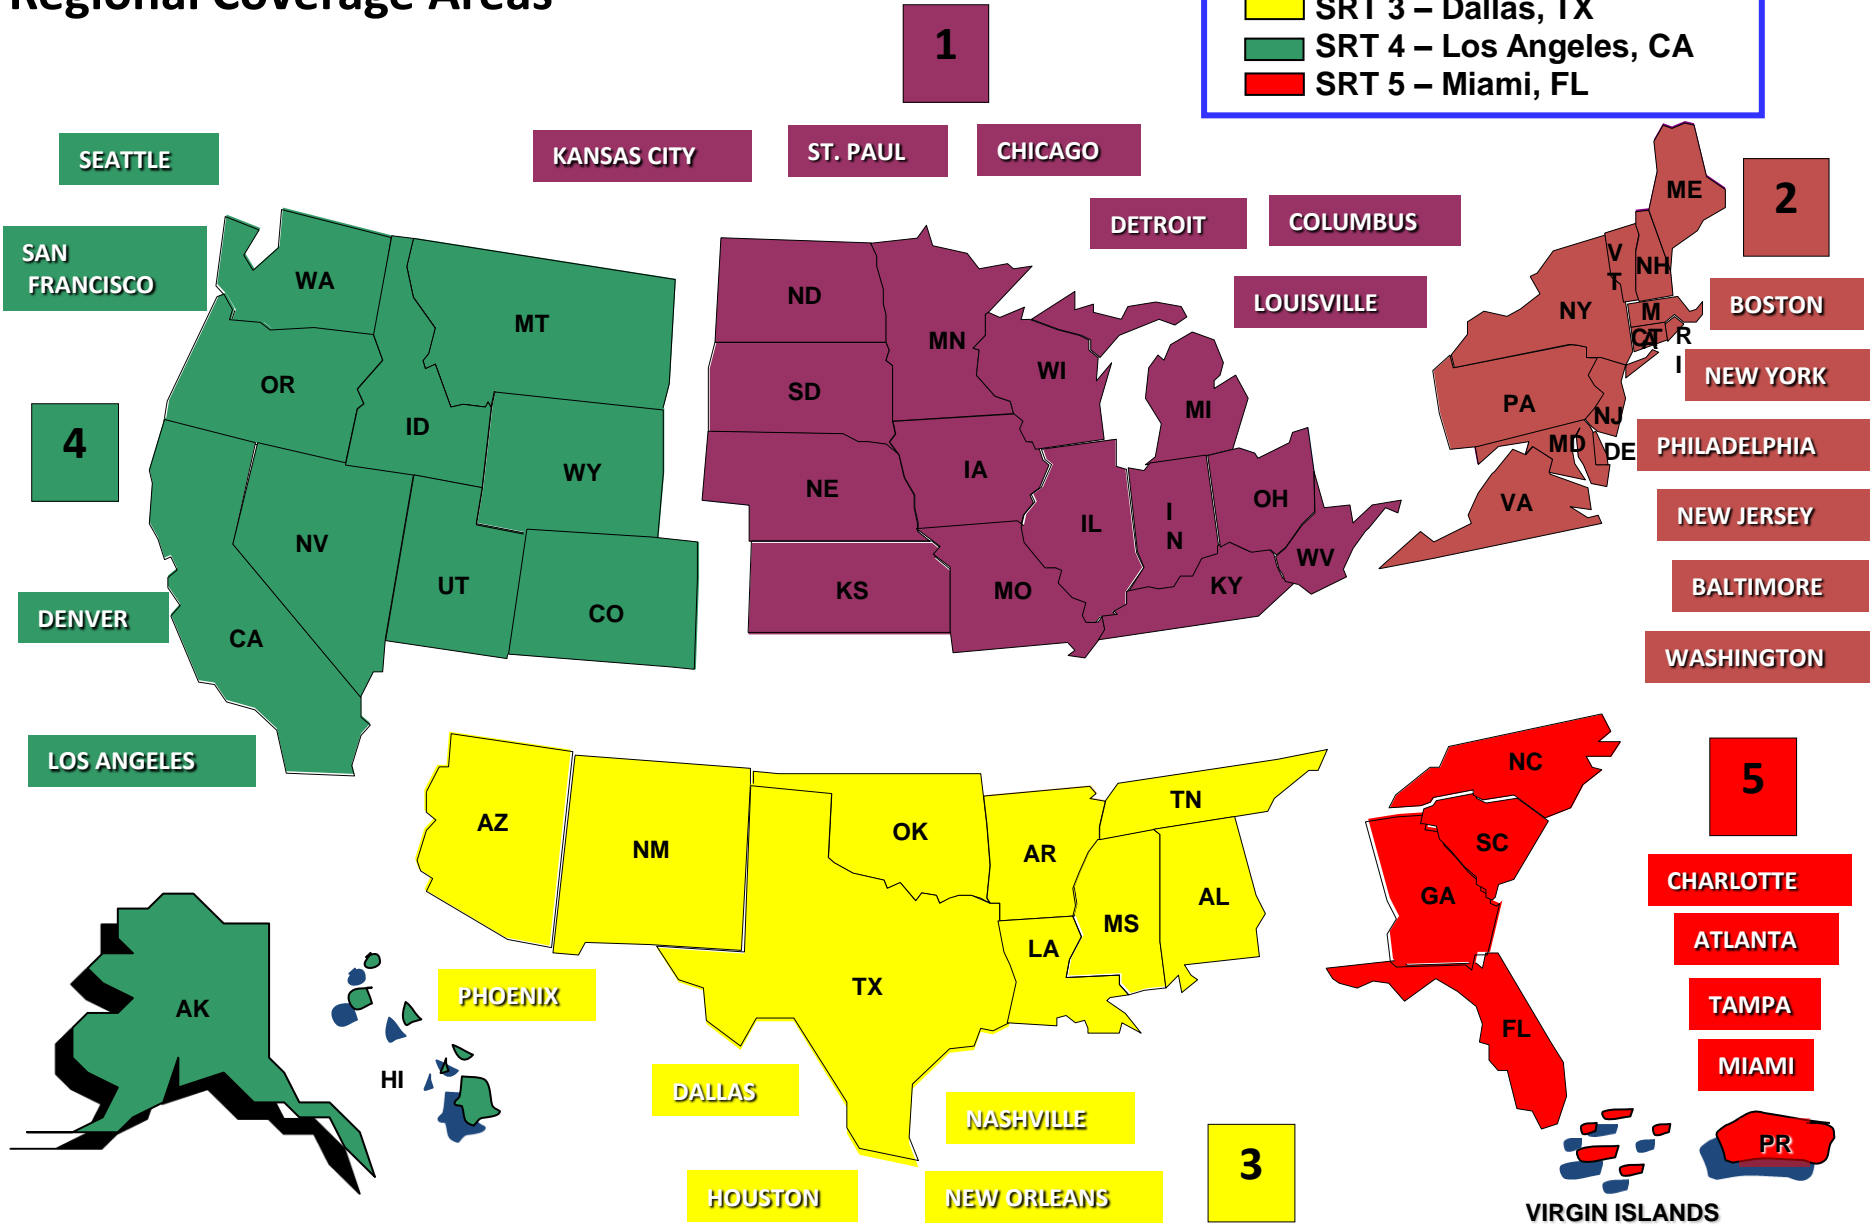 Regional Coverage Areas
SRT 3 – Dallas, TX
SRT 4 – Los Angeles, CA
SRT 5 – Miami, FL
1
SEATTLE
KANSAS CITY
ST. PAUL
CHICAGO
2
ME
DETROIT
COLUMBUS
SAN
FRANCISCO
WA
MT
ND
MN
LOUISVILLE
V
T
NH
NY
M
A
CT
R
I
BOSTON
NEW YORK
OR
ID
SD
WI
MI
PA
NJ
4
WY
NE
IA
OH
MD
DE
PHILADELPHIA
VA
NEW JERSEY
NV
UT
CO
KS
MO
IL
I
N
KY
WV
BALTIMORE
DENVER
CA
WASHINGTON
LOS ANGELES
AZ
NM
OK
AR
TN
NC
5
SC
MS
AL
GA
CHARLOTTE
ATLANTA
LA
TX
AK
HI
PHOENIX
FL
TAMPA
MIAMI
DALLAS
NASHVILLE
PR
3
HOUSTON
NEW ORLEANS
VIRGIN ISLANDS